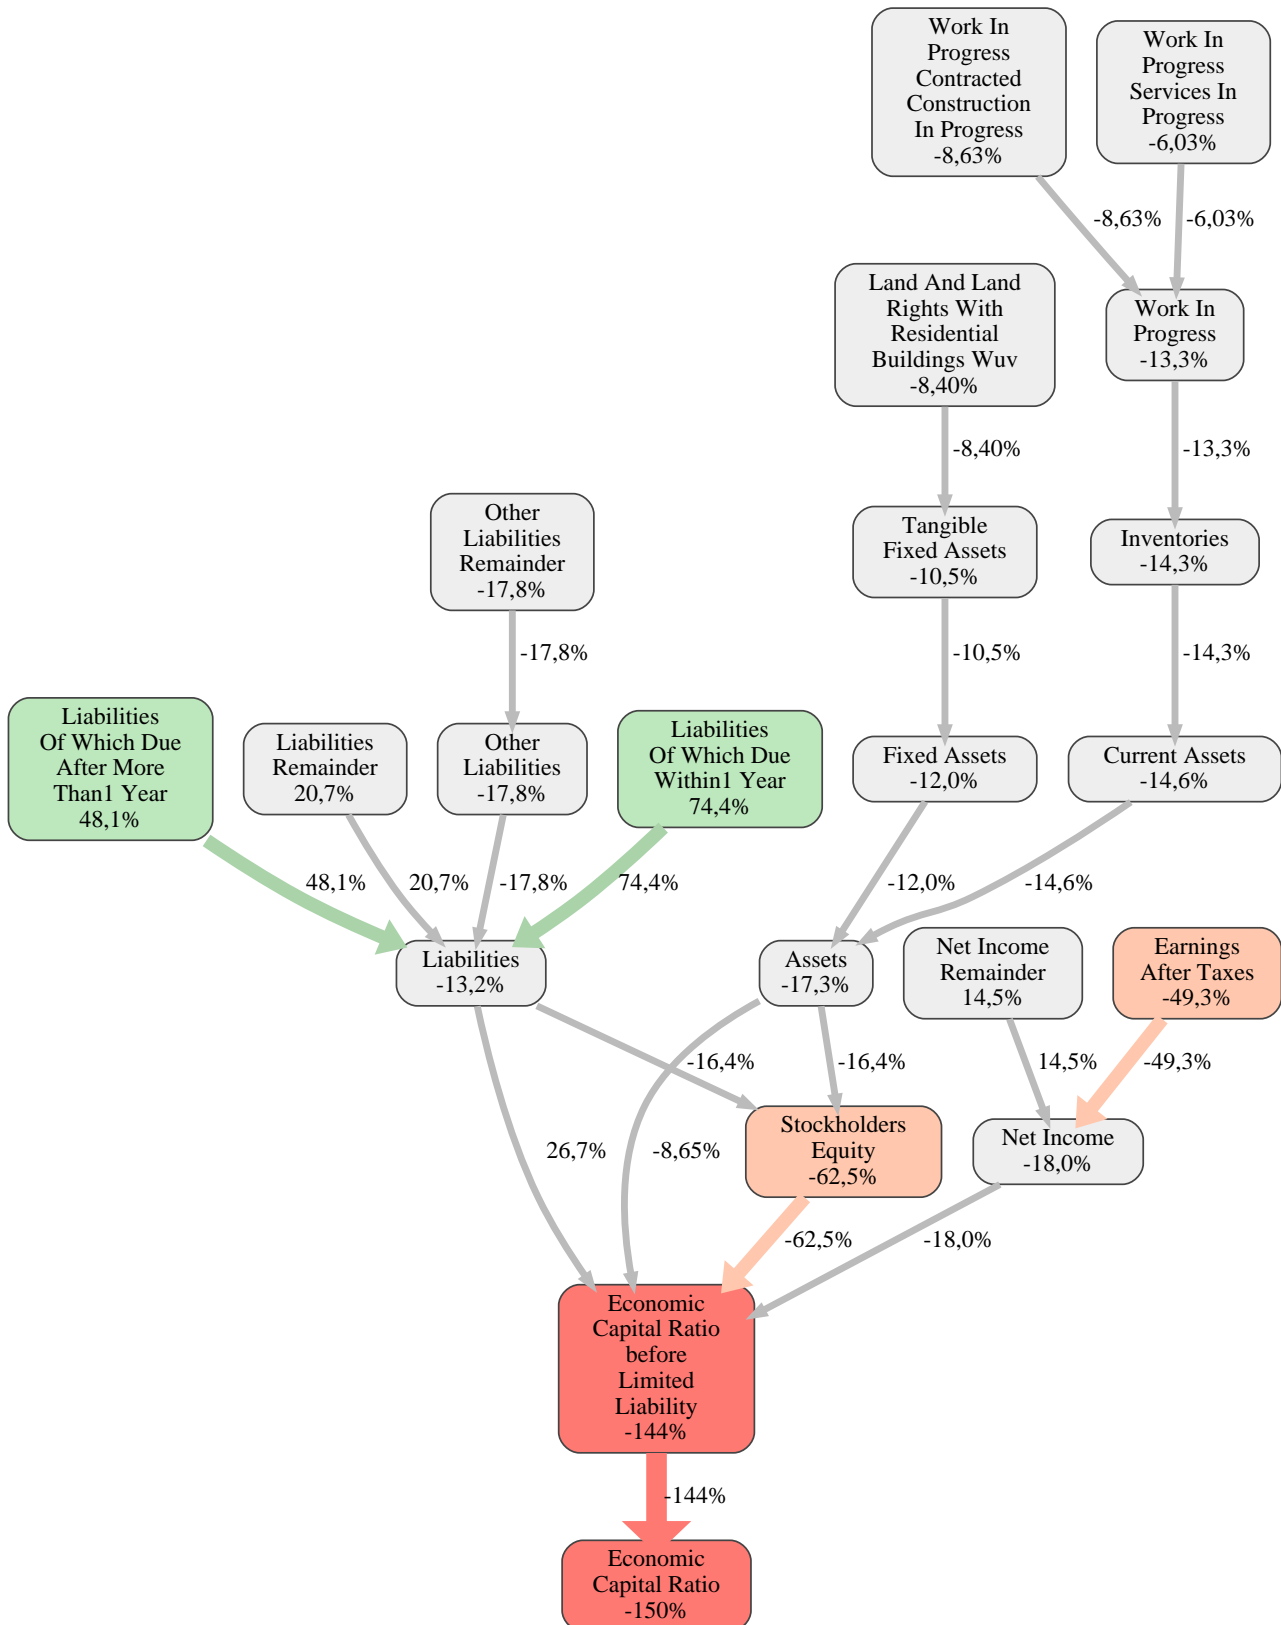 Work In
Progress
Contracted
Construction
In Progress
-8,63%
Work In
Progress
Services In
Progress
-6,03%
-8,63%
-6,03%
Land And Land
Rights With
Residential
Buildings Wuv
-8,40%
Work In
Progress
-13,3%
-8,40%
-13,3%
Other
Liabilities
Remainder
-17,8%
Tangible
Fixed Assets
-10,5%
Inventories
-14,3%
-17,8%
-10,5%
-14,3%
Liabilities
Of Which Due
After More
Than1 Year
48,1%
Liabilities
Remainder
20,7%
Other
Liabilities
-17,8%
Liabilities
Of Which Due
Within1 Year
74,4%
Fixed Assets
-12,0%
Current Assets
-14,6%
48,1%
20,7%
-17,8%
74,4%
-12,0%
-14,6%
Liabilities
-13,2%
Assets
-17,3%
Net Income
Remainder
14,5%
Earnings
After Taxes
-49,3%
-16,4%
-16,4%
14,5%
-49,3%
Stockholders
Equity
-62,5%
Net Income
-18,0%
26,7%
-8,65%
-62,5%
-18,0%
Economic
Capital Ratio
before
Limited
Liability
-144%
-144%
Economic
Capital Ratio
-150%